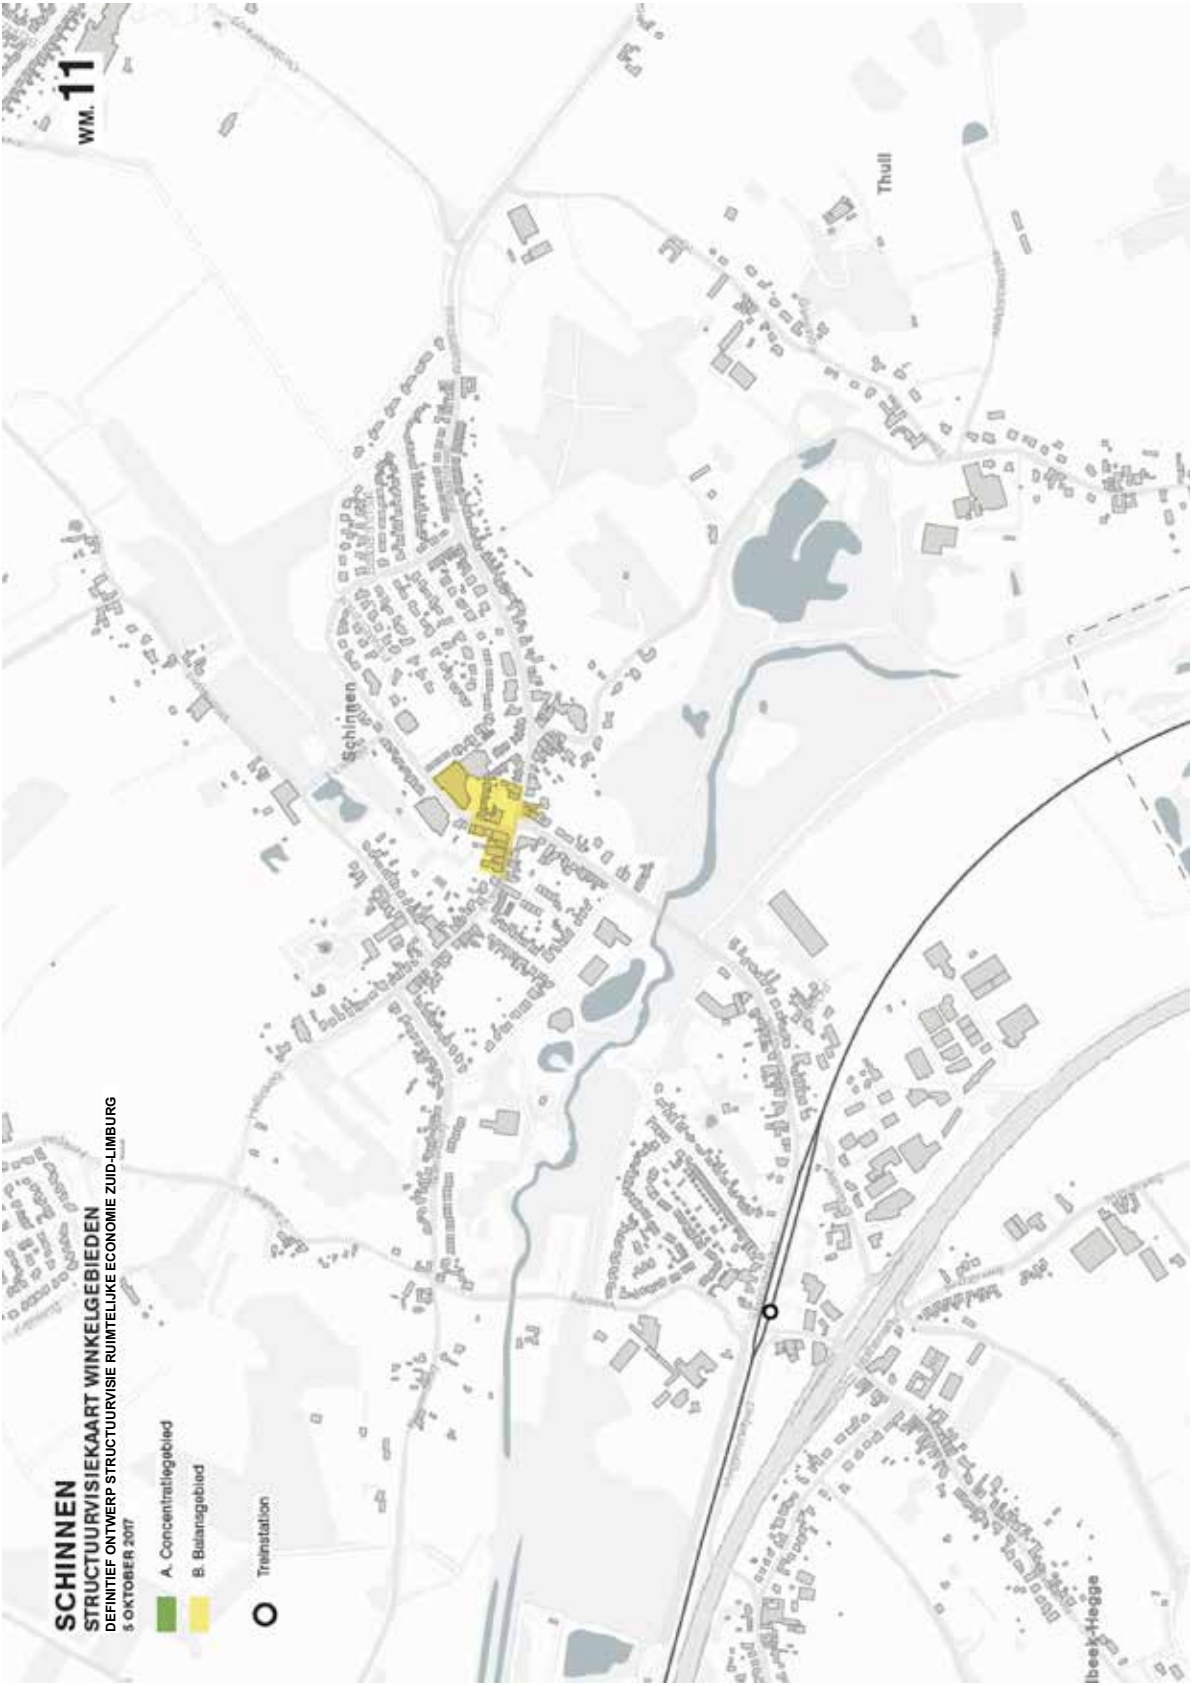 SCHINNEN
STRUCTUURVISIEKAART WINKELGEBIEDEN
DEFINITIEF ONTWERP STRUCTUURVISIE RUIMTELIJKE ECONOMIE ZUID-LIMBURG
5 OKTOBER 2017
A. Concentratiegebied
B. Balansgebied
Treinstation
WM. 11
Schinnen
Thull
lbeek-Hegge